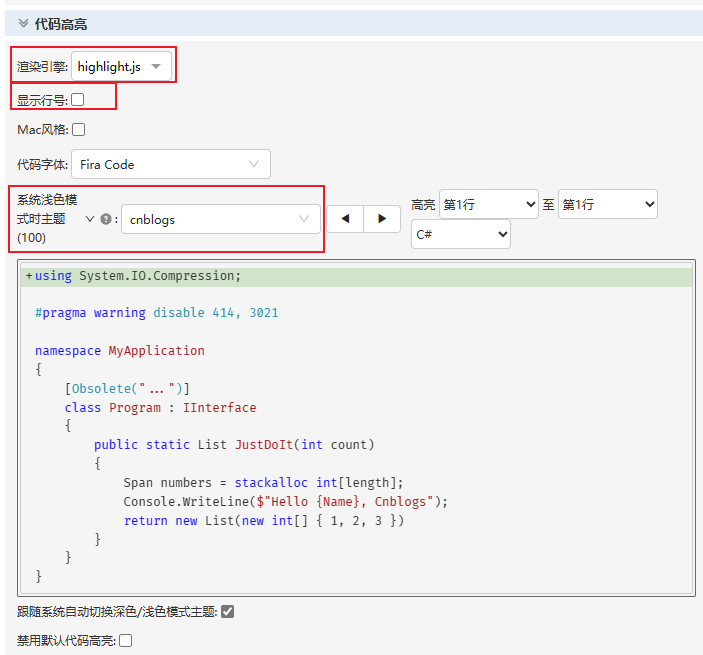 代码高亮
渲染引擎: highlight.js
显示行号:
Mac风格:
代码字体: Fira Code
系统浅色模
式时主题
(100)
?
: cnblogs
高亮 第1行 至 第1行
C#
+using System.IO.Compression;
#pragma warning disable 414, 3021
namespace MyApplication
{
    [Obsolete("...")]
    class Program : IInterface
    {
        public static List JustDoIt(int count)
        {
            Span numbers = stackalloc int[length];
            Console.WriteLine($"Hello {Name}, Cnblogs");
            return new List(new int[] { 1, 2, 3 })
        }
    }
}
跟随系统自动切换深色/浅色模式主题:
禁用默认代码高亮: